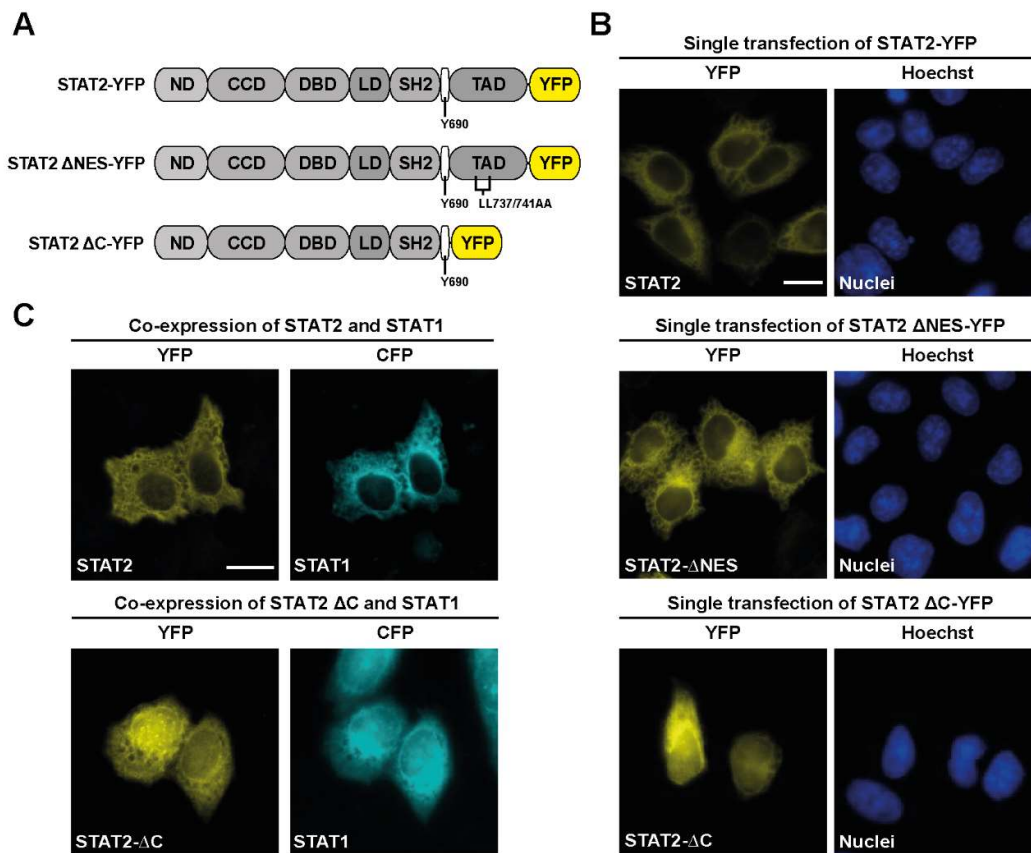 A
STAT2-YFP ND CCD DBD LD SH2 TAD YFP
Y690
STAT2 ΔNES-YFP ND CCD DBD LD SH2 TAD YFP
Y690 LL737/741AA
STAT2 ΔC-YFP ND CCD DBD LD SH2 YFP
Y690
B
Single transfection of STAT2-YFP
YFP Hoechst
STAT2 Nuclei
Single transfection of STAT2 ΔNES-YFP
YFP Hoechst
STAT2-ΔNES Nuclei
Single transfection of STAT2 ΔC-YFP
YFP Hoechst
STAT2-ΔC Nuclei
C
Co-expression of STAT2 and STAT1
YFP CFP
STAT2 STAT1
Co-expression of STAT2 ΔC and STAT1
YFP CFP
STAT2-ΔC STAT1